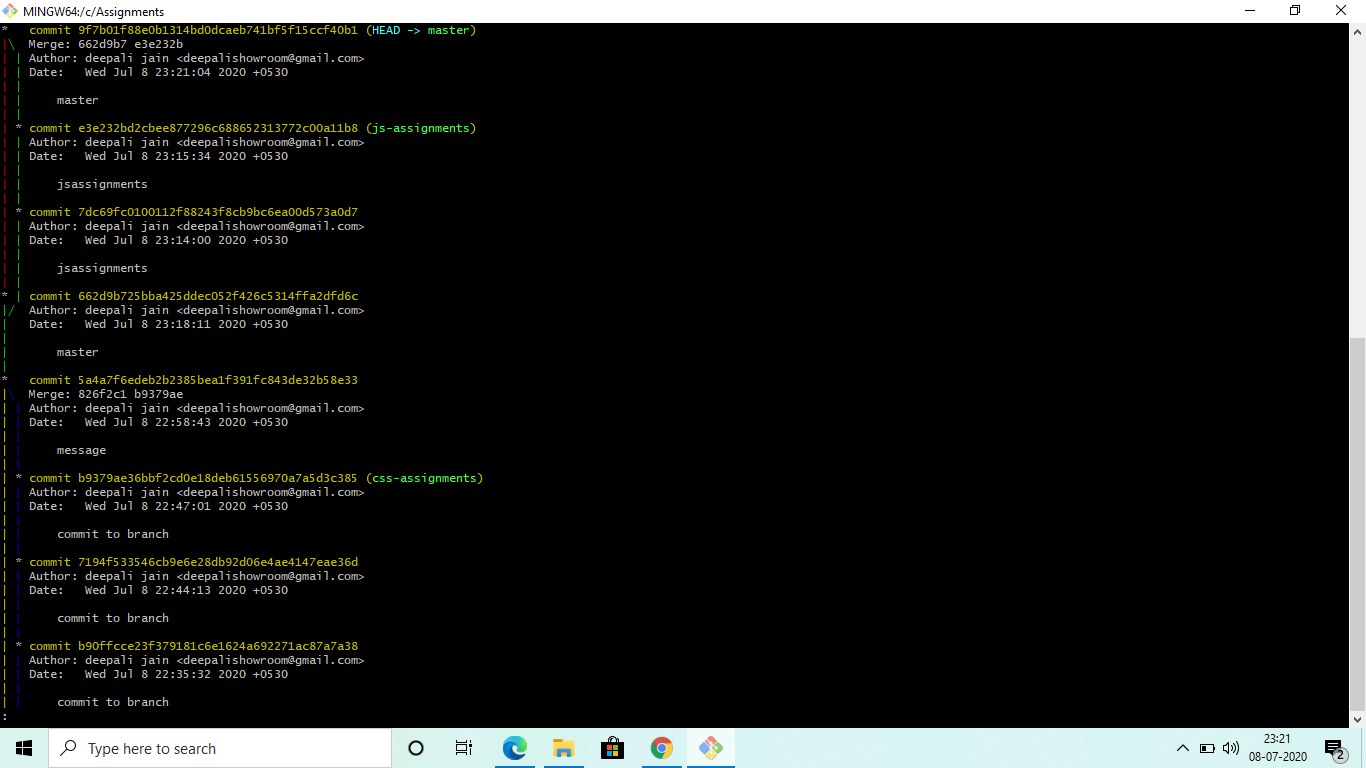 MINGW64:/c/Assignments
* commit 9f7b01f88e0b1314bd0dcaeb741bf5f15ccf40b1 (HEAD -> master)
|\ Merge: 662d9b7 e3e232b
| | Author: deepali jain <deepalishowroom@gmail.com>
| | Date: Wed Jul 8 23:21:04 2020 +0530
| |
| | master
| |
| * commit e3e232bd2cbee877296c688652313772c00a11b8 (js-assignments)
| | Author: deepali jain <deepalishowroom@gmail.com>
| | Date: Wed Jul 8 23:15:34 2020 +0530
| |
| | jsassignments
| |
| * commit 7dc69fc0100112f88243f8cb9bc6ea00d573a0d7
| | Author: deepali jain <deepalishowroom@gmail.com>
| | Date: Wed Jul 8 23:14:00 2020 +0530
| |
| | jsassignments
| |
* | commit 662d9b725bba425ddec052f426c5314ffa2dfd6c
|/ Author: deepali jain <deepalishowroom@gmail.com>
| Date: Wed Jul 8 23:18:11 2020 +0530
|
| master
|
* commit 5a4a7f6edeb2b2385bea1f391fc843de32b58e33
|\ Merge: 826f2c1 b9379ae
| | Author: deepali jain <deepalishowroom@gmail.com>
| | Date: Wed Jul 8 22:58:43 2020 +0530
| |
| | message
| |
| * commit b9379ae36bbf2cd0e18deb61556970a7a5d3c385 (css-assignments)
| | Author: deepali jain <deepalishowroom@gmail.com>
| | Date: Wed Jul 8 22:47:01 2020 +0530
| |
| | commit to branch
| |
| * commit 7194f533546cb9e6e28db92d06e4ae4147eae36d
| | Author: deepali jain <deepalishowroom@gmail.com>
| | Date: Wed Jul 8 22:44:13 2020 +0530
| |
| | commit to branch
| |
| * commit b90ffcce23f379181c6e1624a692271ac87a7a38
| | Author: deepali jain <deepalishowroom@gmail.com>
| | Date: Wed Jul 8 22:35:32 2020 +0530
| |
| | commit to branch
:
Type here to search
23:21
08-07-2020
2